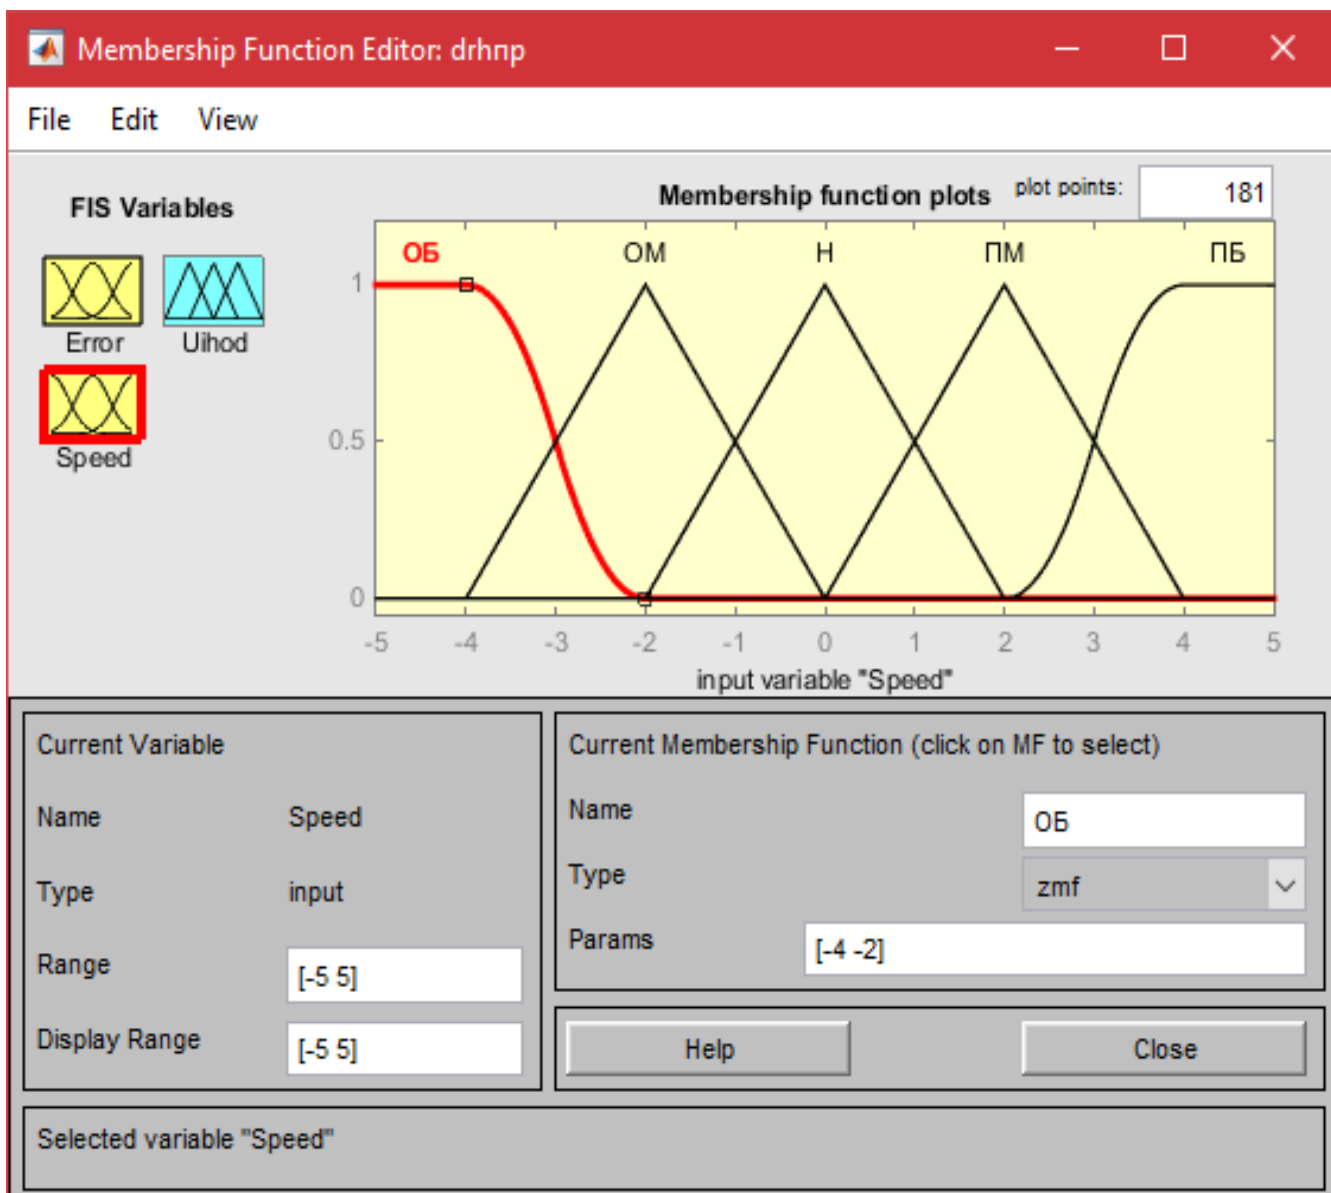 Membership Function Editor: drhпр
File Edit View
FIS Variables
Membership function plots plot points: 181
ОБ ОМ Н ПМ ПБ
Error Uihod
Speed
1
0.5
0
-5 -4 -3 -2 -1 0 1 2 3 4 5
input variable "Speed"
Current Variable
Name Speed
Type input
Range [-5 5]
Display Range [-5 5]
Current Membership Function (click on MF to select)
Name ОБ
Type zmf
Params [-4 -2]
Help Close
Selected variable "Speed"